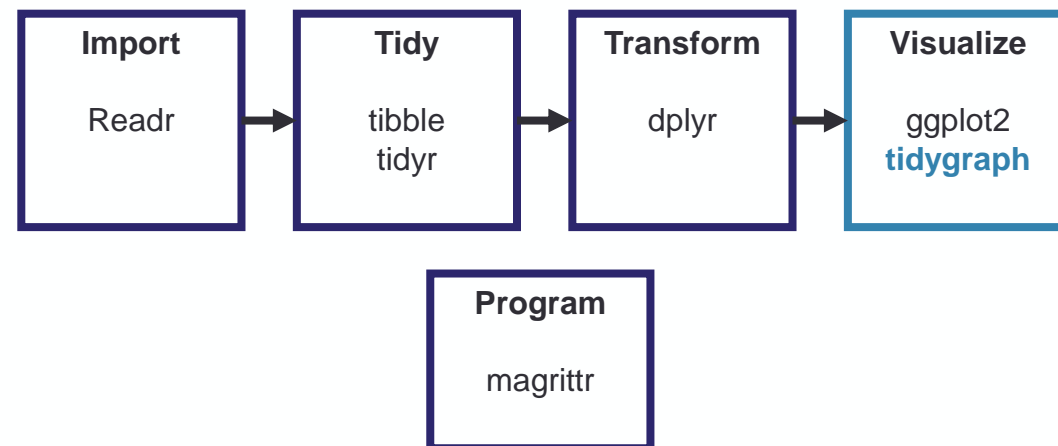 Import
Readr
Tidy
tibble
tidyr
Transform
dplyr
Visualize
ggplot2
tidygraph
Program
magrittr